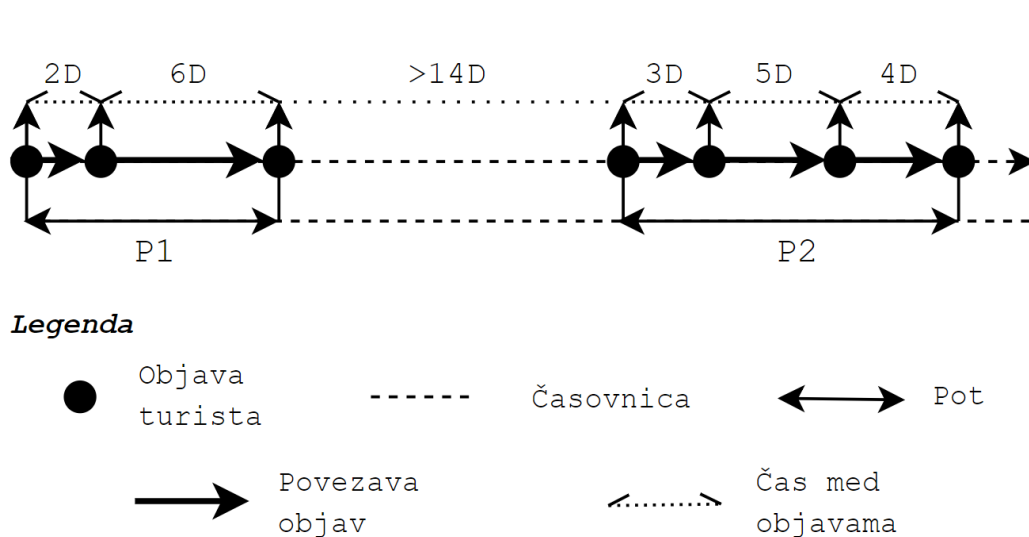 2D 6D >14D 3D 5D 4D
P1 P2
Legenda
Objava
turista
Časovnica
Pot
Povezava
objav
Čas med
objavama